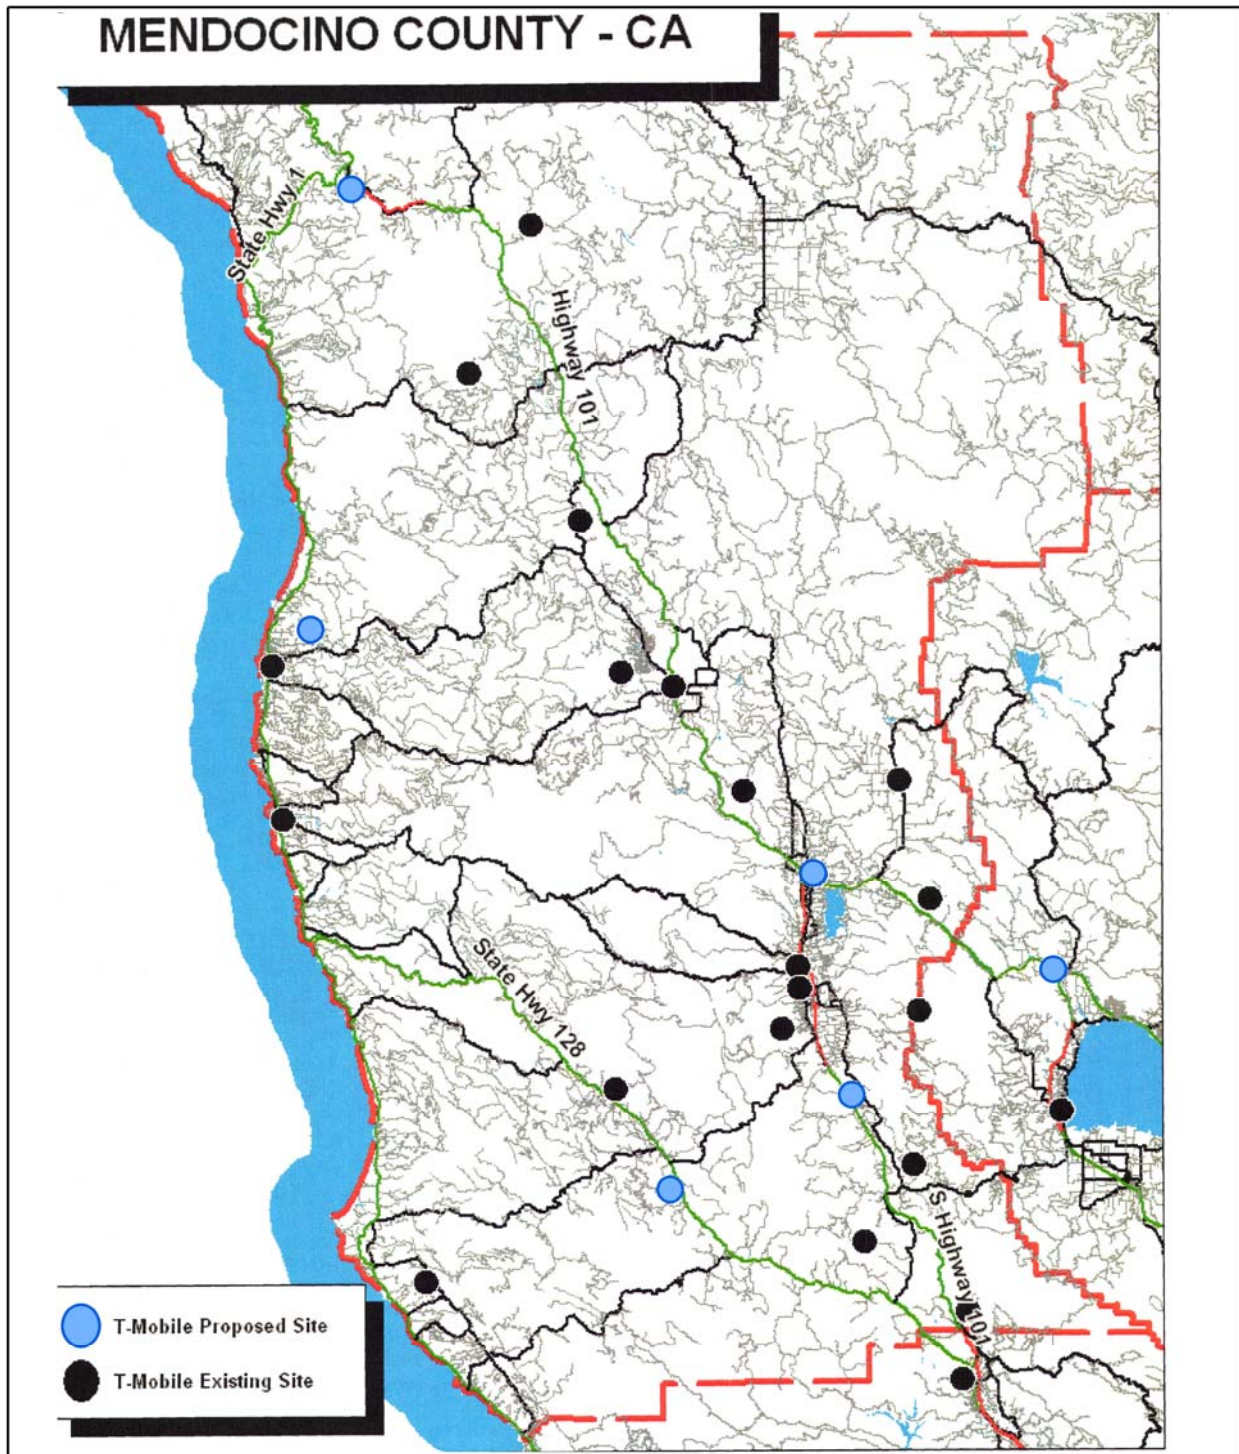 MENDOCINO COUNTY - CA
State Hwy 1
Highway 101
State Hwy 128
S Highway 101
T-Mobile Proposed Site
T-Mobile Existing Site